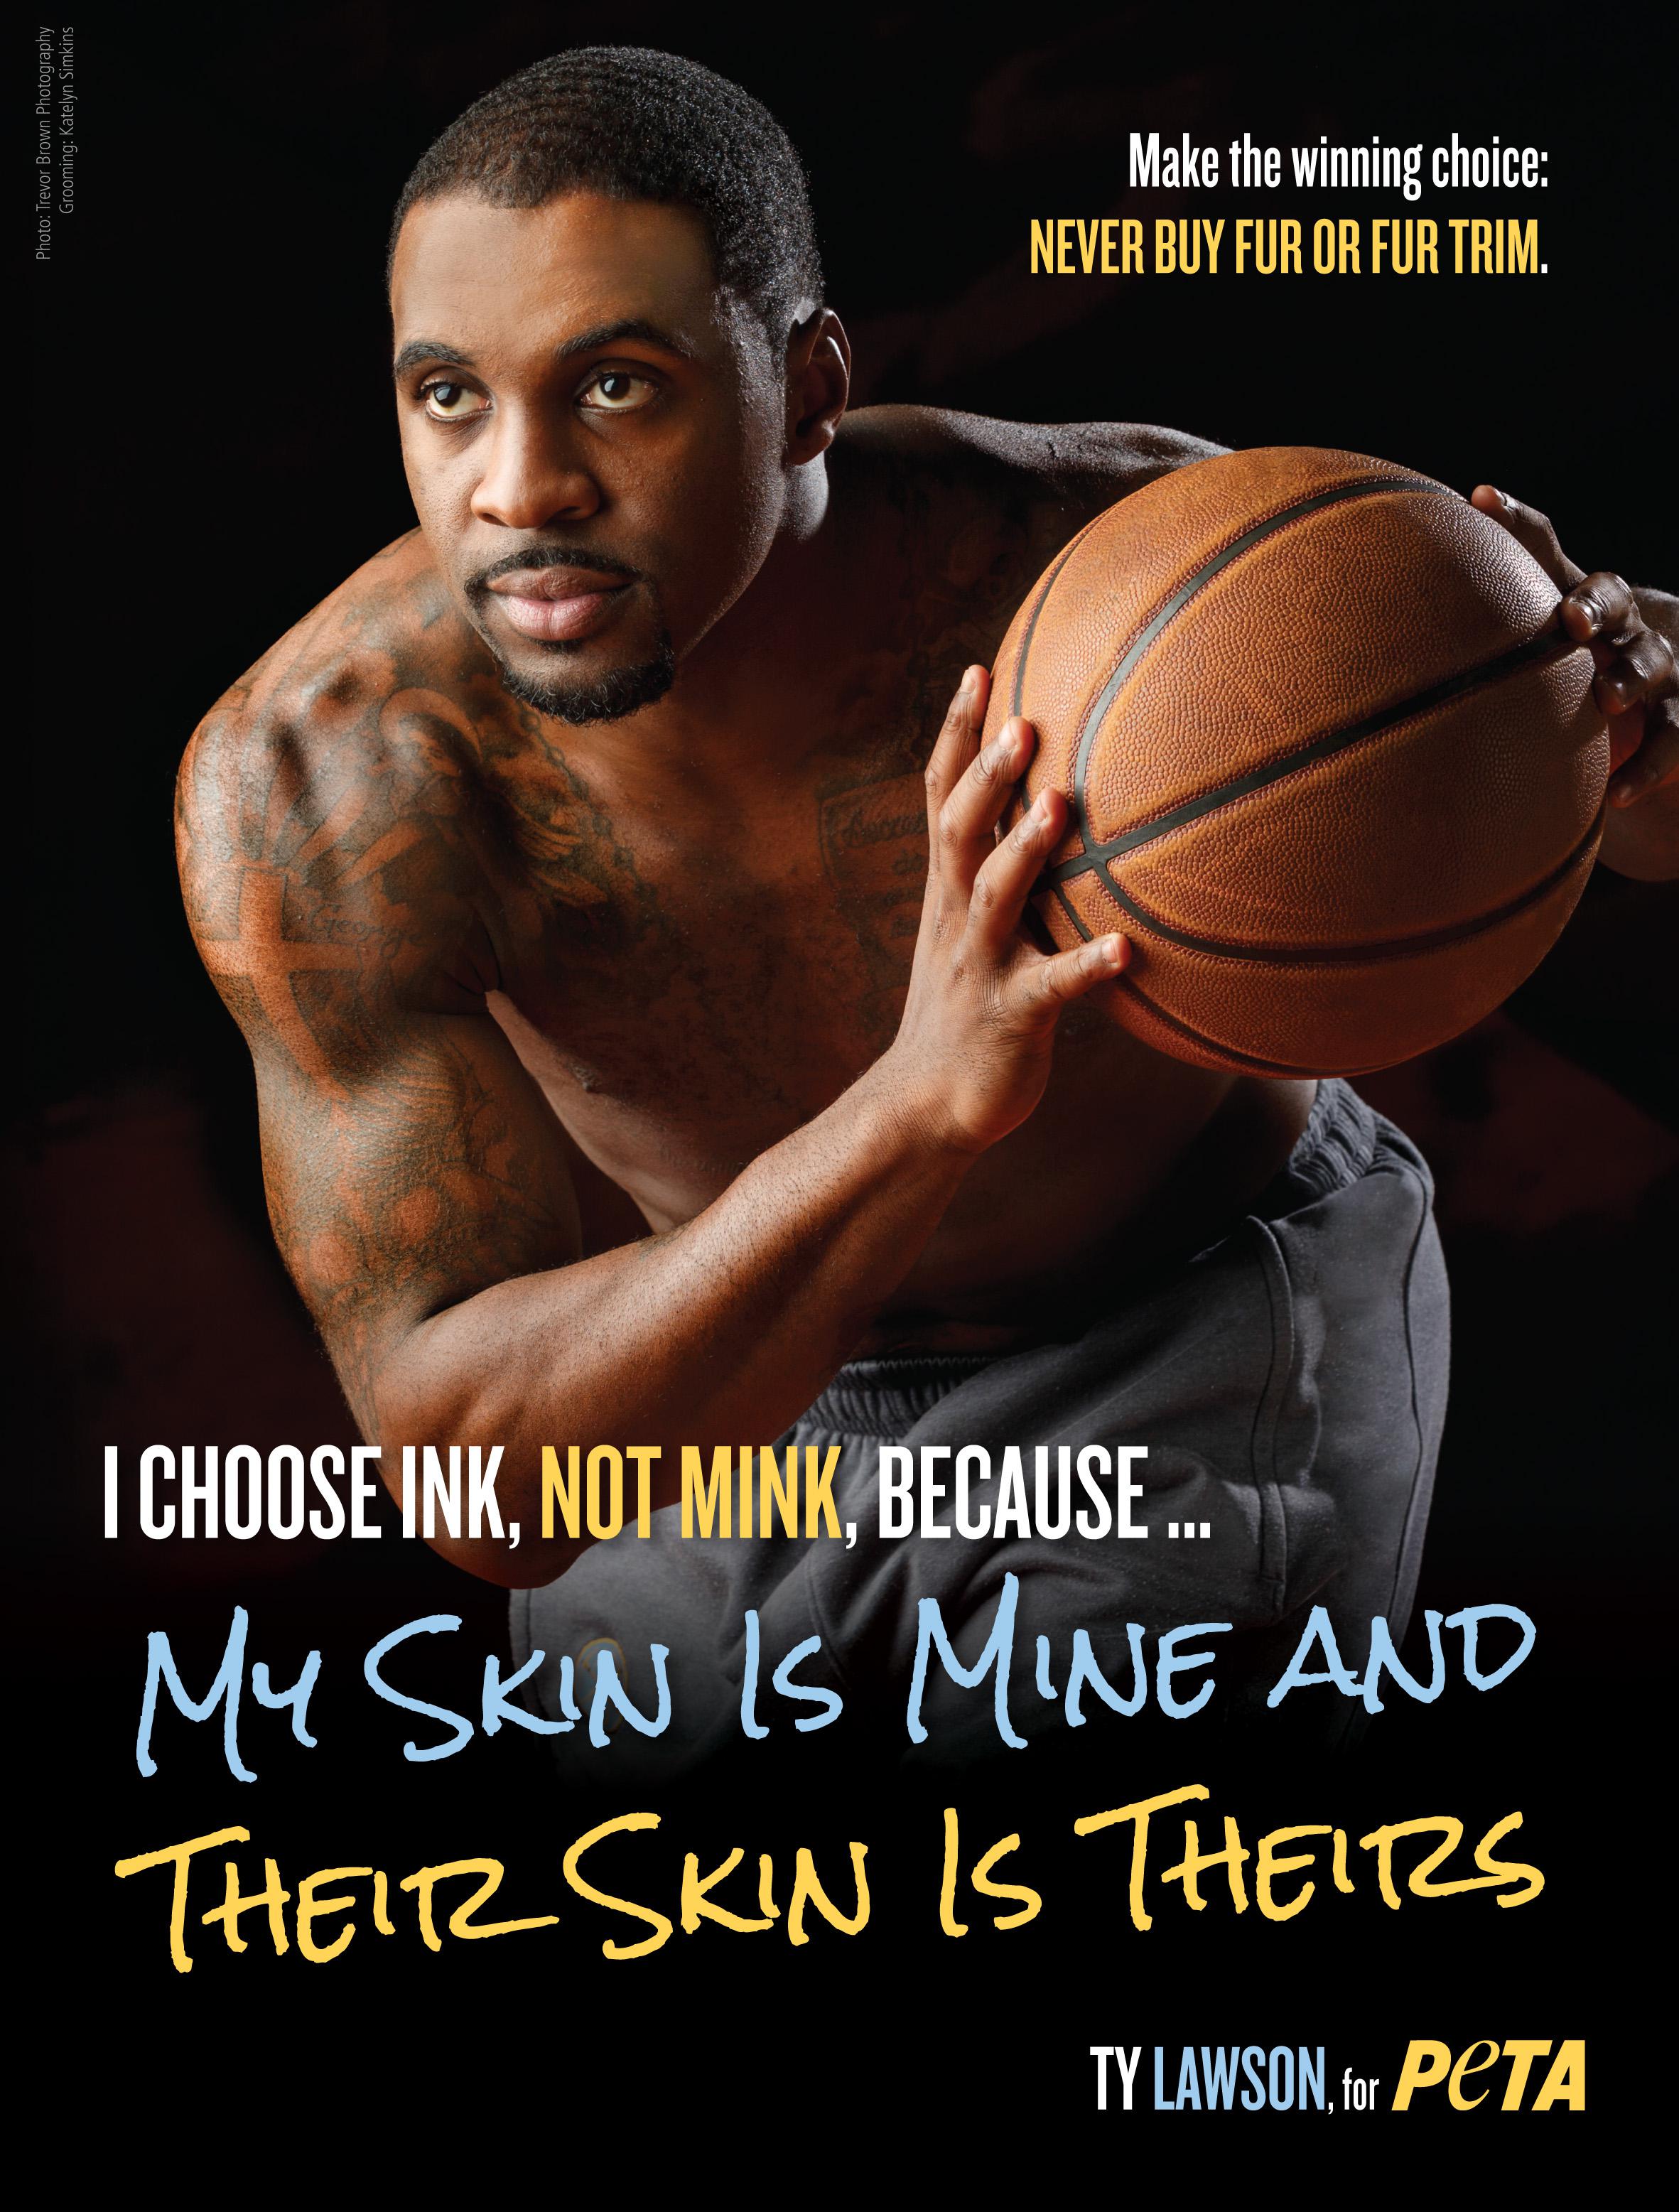 Photo: Trevor Brown Photography
Grooming: Katelyn Simkins
Make the winning choice:
NEVER BUY FUR OR FUR TRIM.
I CHOOSE INK, NOT MINK, BECAUSE ...
MY SKIN IS MINE AND
THEIR SKIN IS THEIRS
TY LAWSON, for PeTA